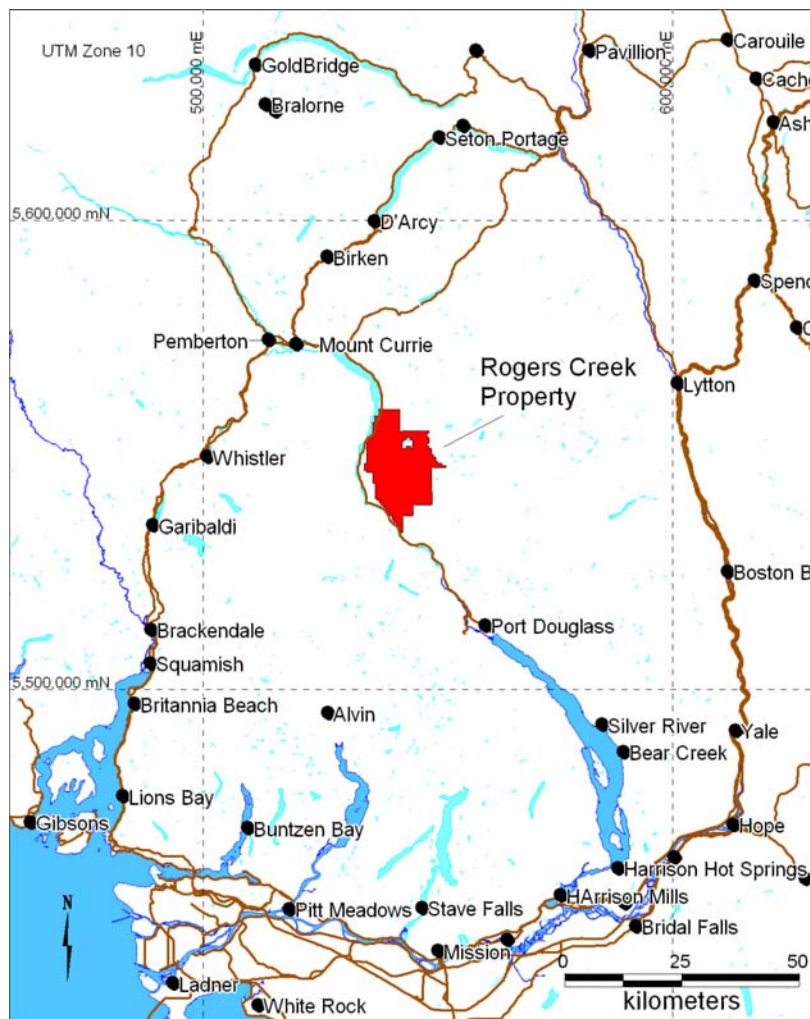 UTM Zone 10
500,000 mE
600,000 mE
Pavillion
Carouile
GoldBridge
Cache
Bralorne
Ash
Seton Portage
5,600,000 mN
D'Arcy
Birken
Spenc
Pemberton
Mount Currie
Rogers Creek
Property
Lytton
Whistler
Garibaldi
Boston B
Brackendale
Port Douglass
Squamish
5,500,000 mN
Britannia Beach
Alvin
Silver River
Yale
Bear Creek
Lions Bay
Gibsons
Buntzen Bay
Hope
Harrison Hot Springs
HArrison Mills
N
Pitt Meadows
Stave Falls
Bridal Falls
Mission
0 25 50
kilometers
Ladner
White Rock